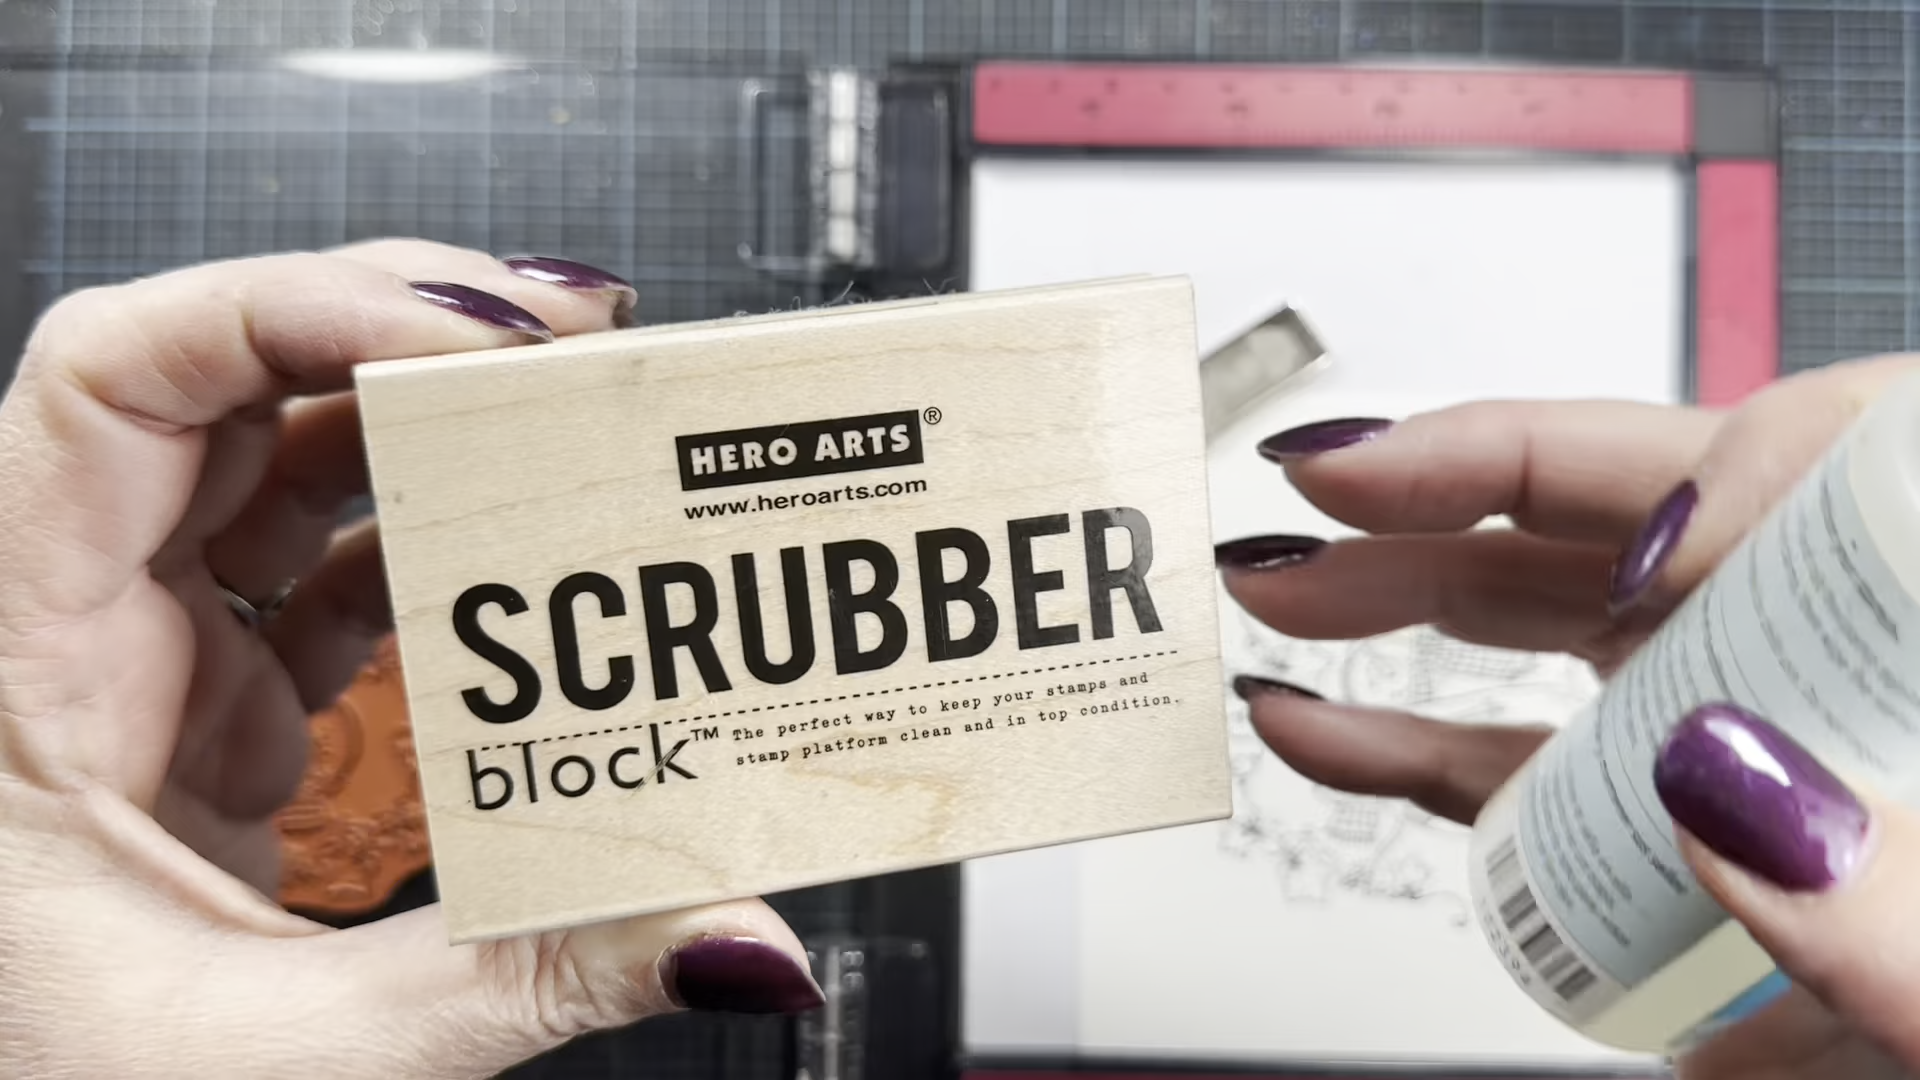 HERO ARTS®
www.heroarts.com
SCRUBBER
block™
The perfect way to keep your stamps and
stamp platform clean and in top condition.